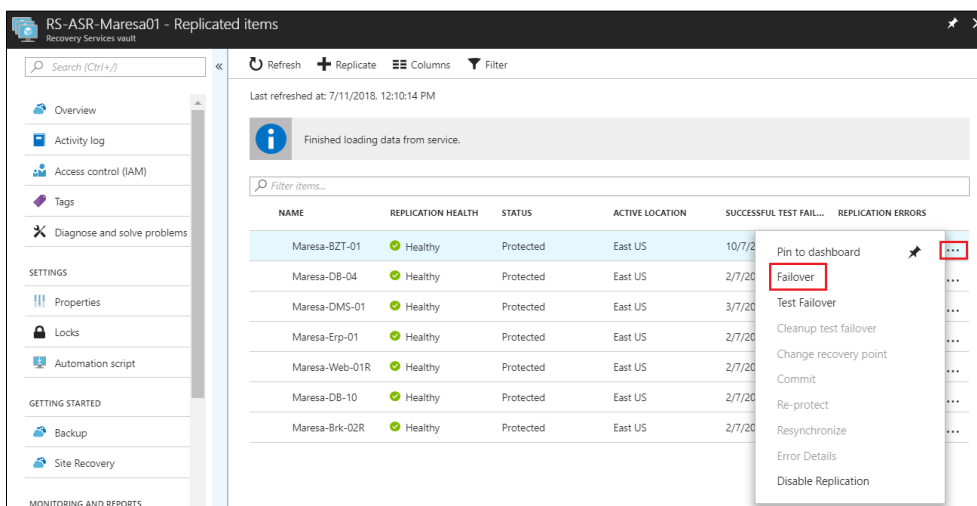 RS-ASR-Maresa01 - Replicated items
Recovery Services vault
Search (Ctrl+/)
Overview
Activity log
Access control (IAM)
Tags
Diagnose and solve problems
SETTINGS
Properties
Locks
Automation script
GETTING STARTED
Backup
Site Recovery
MONITORING AND REPORTS
Refresh Replicate Columns Filter
Last refreshed at: 7/11/2018, 12:10:14 PM
Finished loading data from service.
Filter items...
NAME REPLICATION HEALTH STATUS ACTIVE LOCATION SUCCESSFUL TEST FAIL... REPLICATION ERRORS
Maresa-BZT-01 Healthy Protected East US 10/7/2
Maresa-DB-04 Healthy Protected East US 2/7/20
Maresa-DMS-01 Healthy Protected East US 3/7/20
Maresa-Erp-01 Healthy Protected East US 2/7/20
Maresa-Web-01R Healthy Protected East US 2/7/20
Maresa-DB-10 Healthy Protected East US 2/7/20
Maresa-Brk-02R Healthy Protected East US 2/7/20
Pin to dashboard
Failover
Test Failover
Cleanup test failover
Change recovery point
Commit
Re-protect
Resynchronize
Error Details
Disable Replication